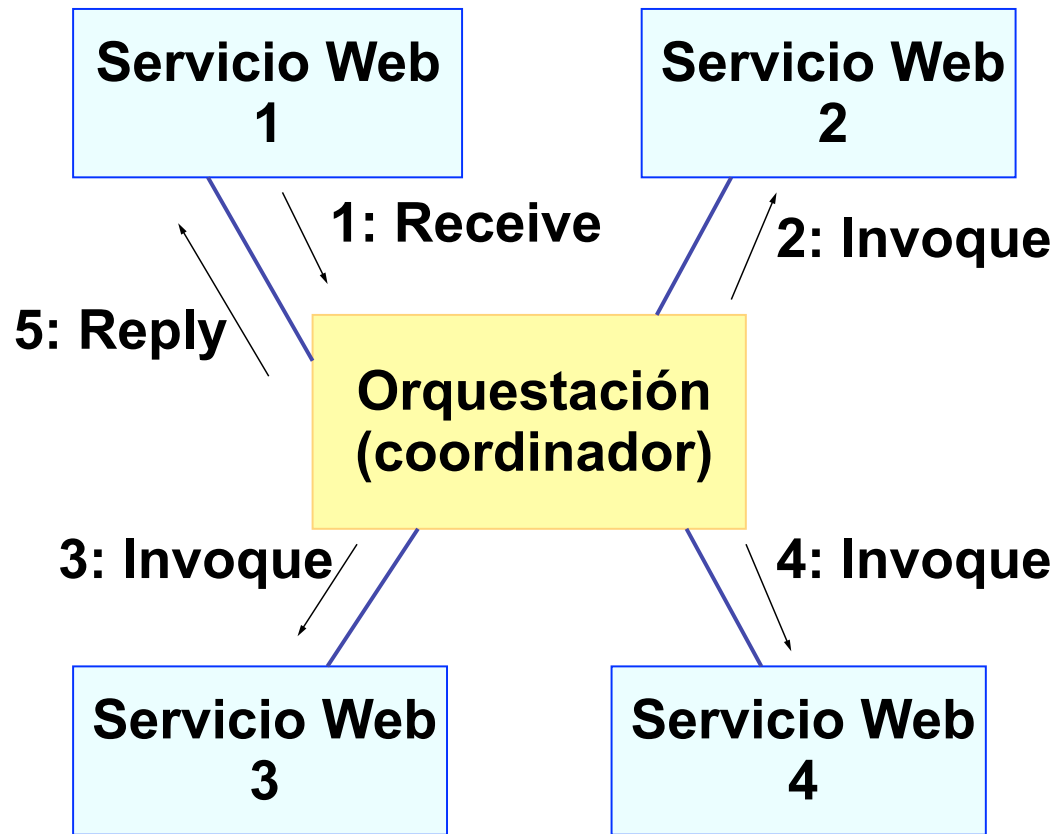 Servicio Web
1
Servicio Web
2
1: Receive
2: Invoque
5: Reply
Orquestación
(coordinador)
3: Invoque
4: Invoque
Servicio Web
3
Servicio Web
4